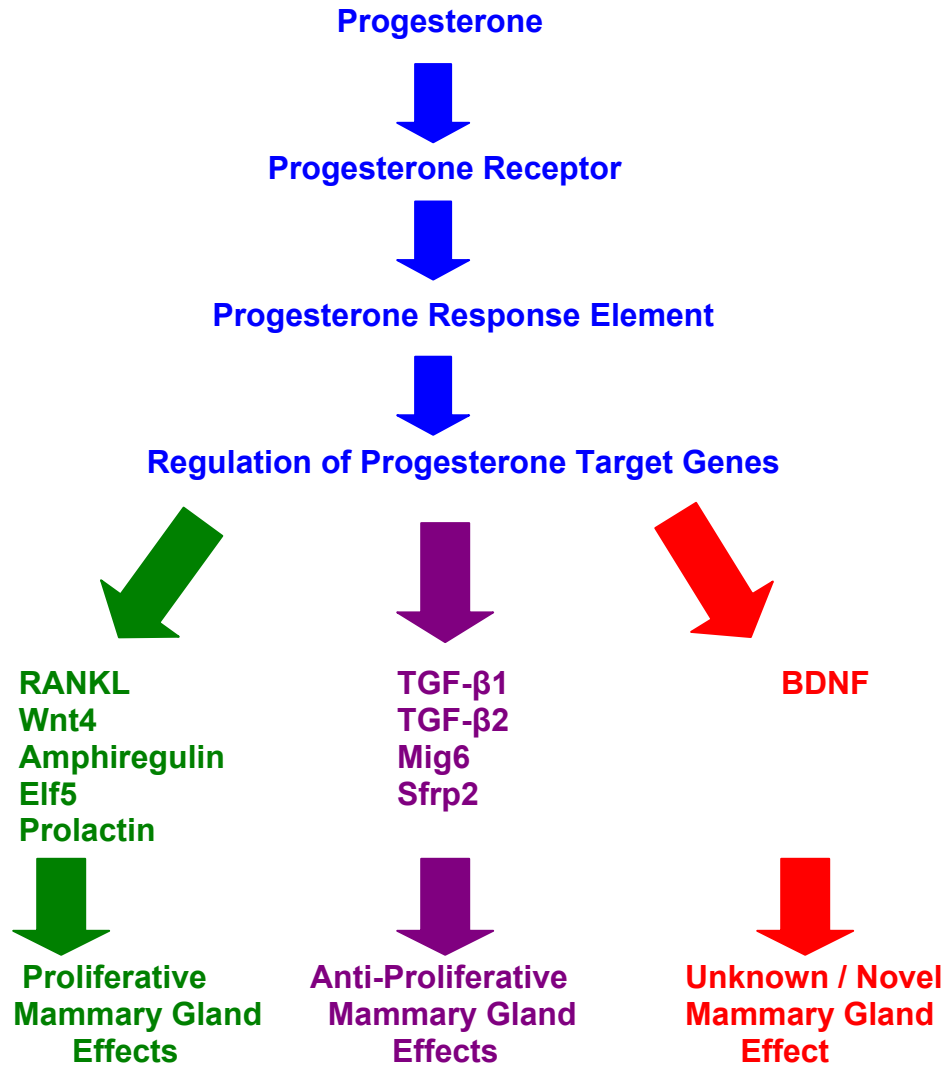 Progesterone
Progesterone Receptor
Progesterone Response Element
Regulation of Progesterone Target Genes
RANKL
Wnt4
Amphiregulin
Elf5
Prolactin
Proliferative
Mammary Gland
Effects
TGF-β1
TGF-β2
Mig6
Sfrp2
Anti-Proliferative
Mammary Gland
Effects
BDNF
Unknown / Novel
Mammary Gland
Effect